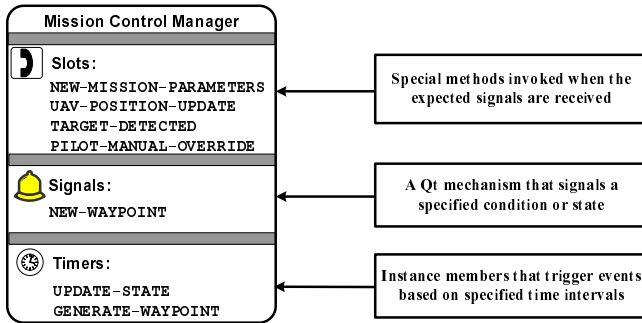 Mission Control Manager
Slots:
NEW-MISSION-PARAMETERS
UAV-POSITION-UPDATE
TARGET-DETECTED
PILOT-MANUAL-OVERRIDE
Special methods invoked when the
expected signals are received
Signals:
NEW-WAYPOINT
A Qt mechanism that signals a
specified condition or state
Timers:
UPDATE-STATE
GENERATE-WAYPOINT
Instance members that trigger events
based on specified time intervals